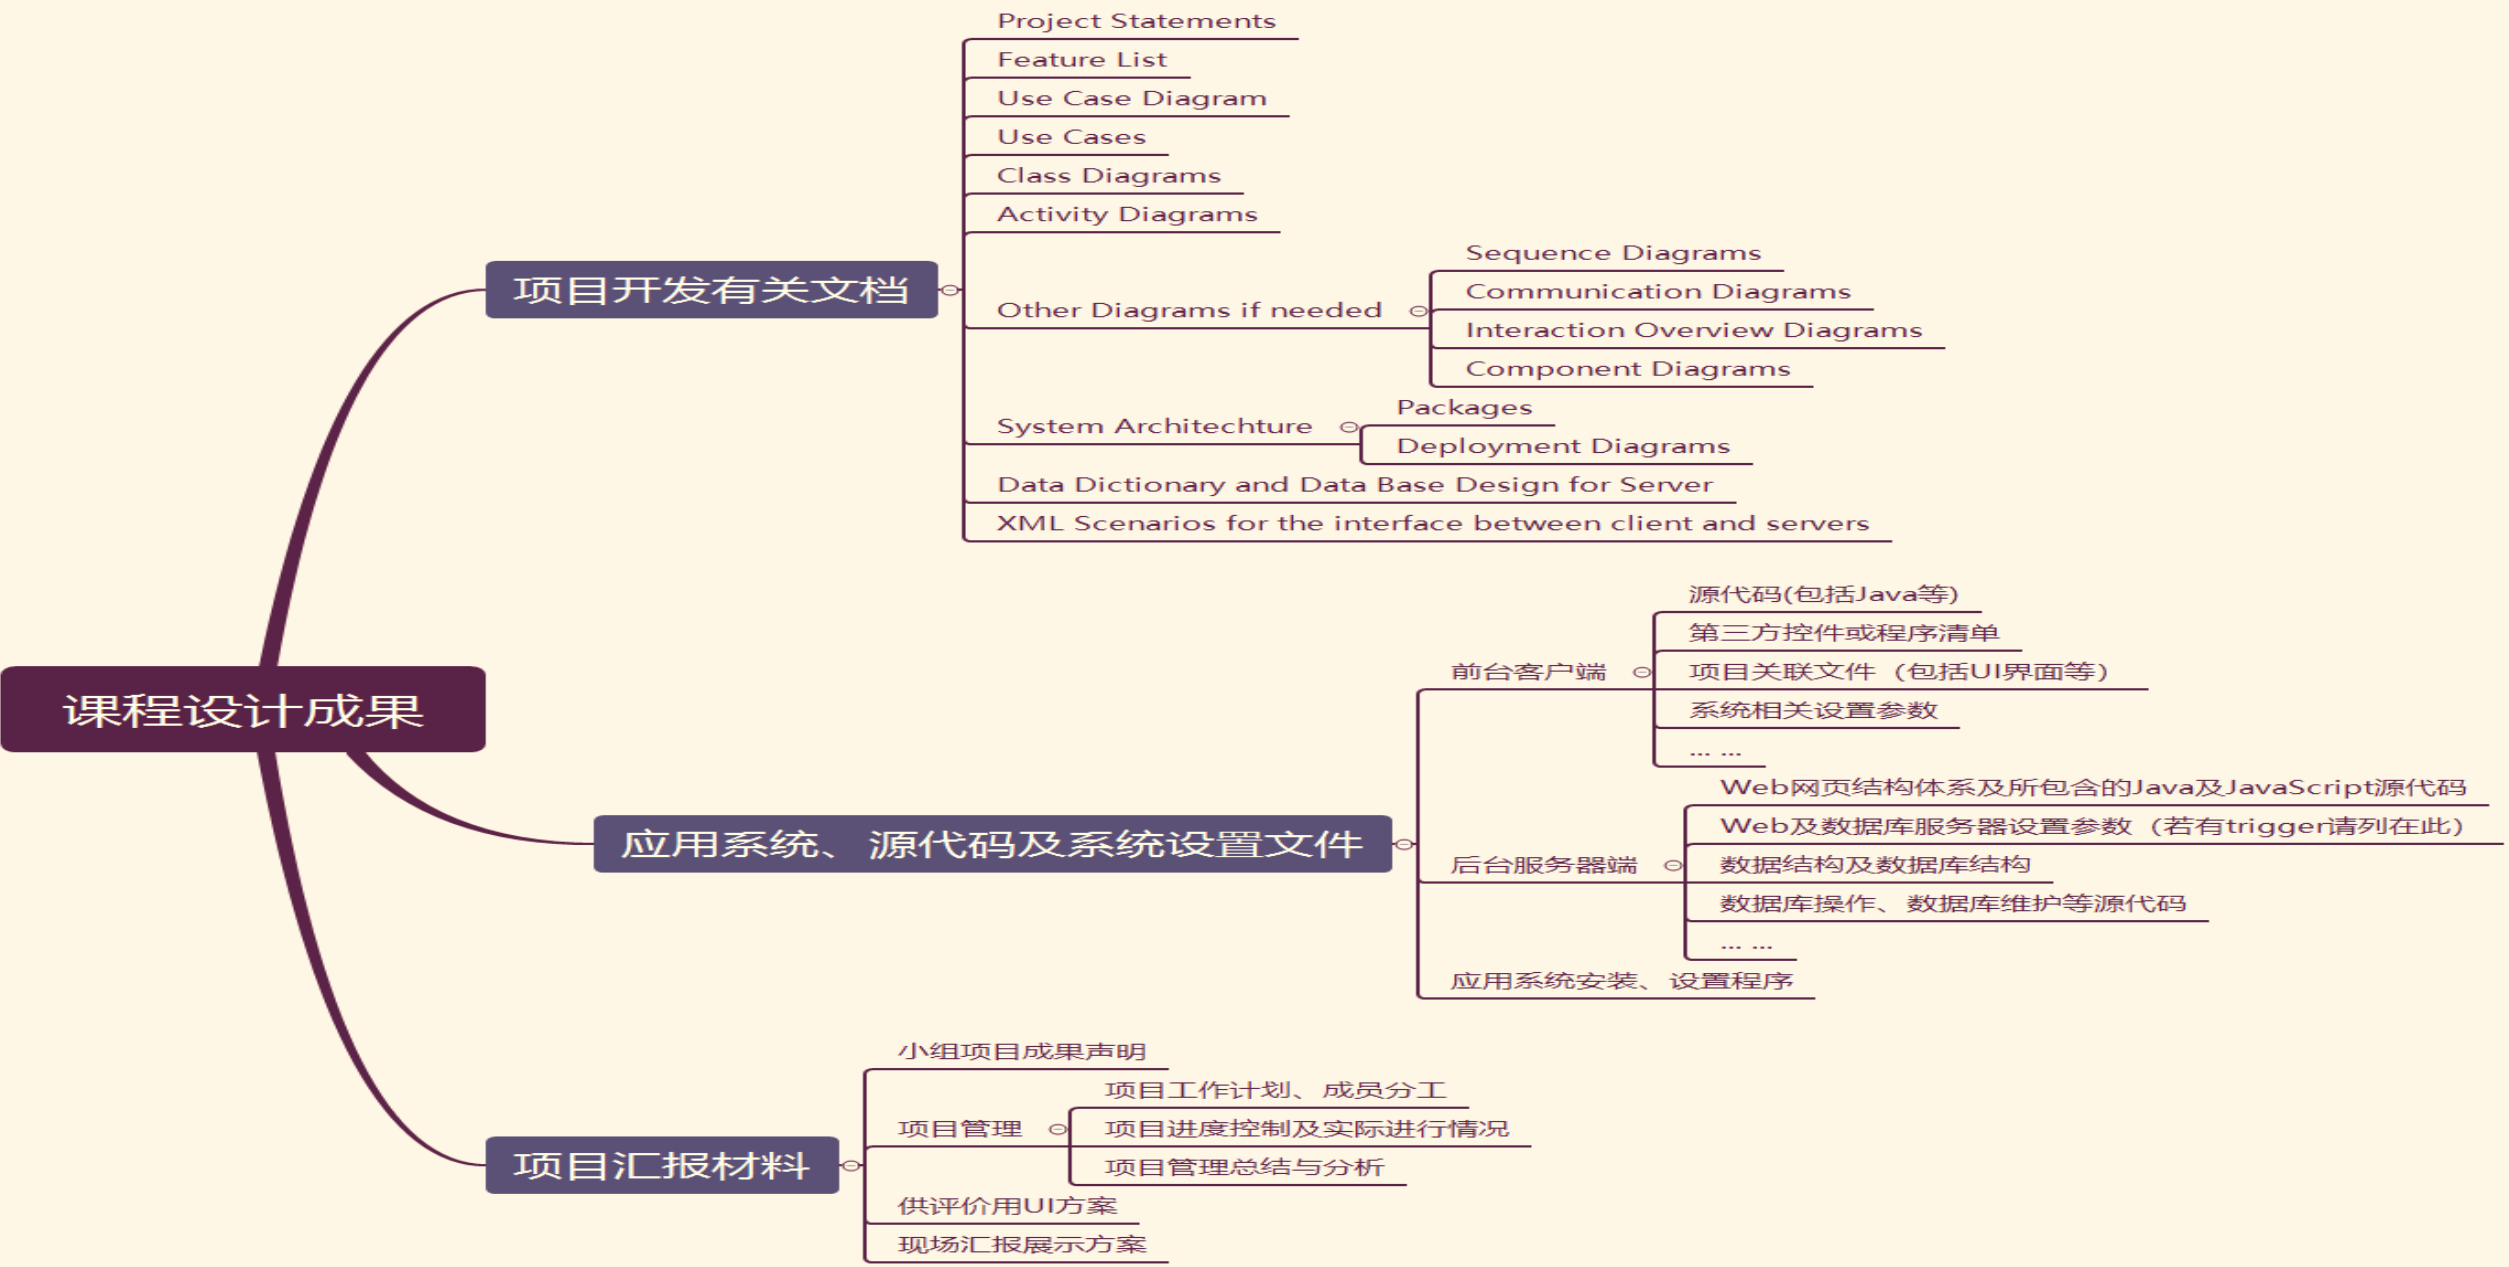 课程设计成果
项目开发有关文档
Project Statements
Feature List
Use Case Diagram
Use Cases
Class Diagrams
Activity Diagrams
Other Diagrams if needed
Sequence Diagrams
Communication Diagrams
Interaction Overview Diagrams
Component Diagrams
System Architechture
Packages
Deployment Diagrams
Data Dictionary and Data Base Design for Server
XML Scenarios for the interface between client and servers
应用系统、源代码及系统设置文件
前台客户端
源代码(包括Java等)
第三方控件或程序清单
项目关联文件（包括UI界面等）
系统相关设置参数
... ...
后台服务器端
Web网页结构体系及所包含的Java及JavaScript源代码
Web及数据库服务器设置参数（若有trigger请列在此）
数据结构及数据库结构
数据库操作、数据库维护等源代码
... ...
应用系统安装、设置程序
项目汇报材料
小组项目成果声明
项目管理
项目工作计划、成员分工
项目进度控制及实际进行情况
项目管理总结与分析
供评价用UI方案
现场汇报展示方案